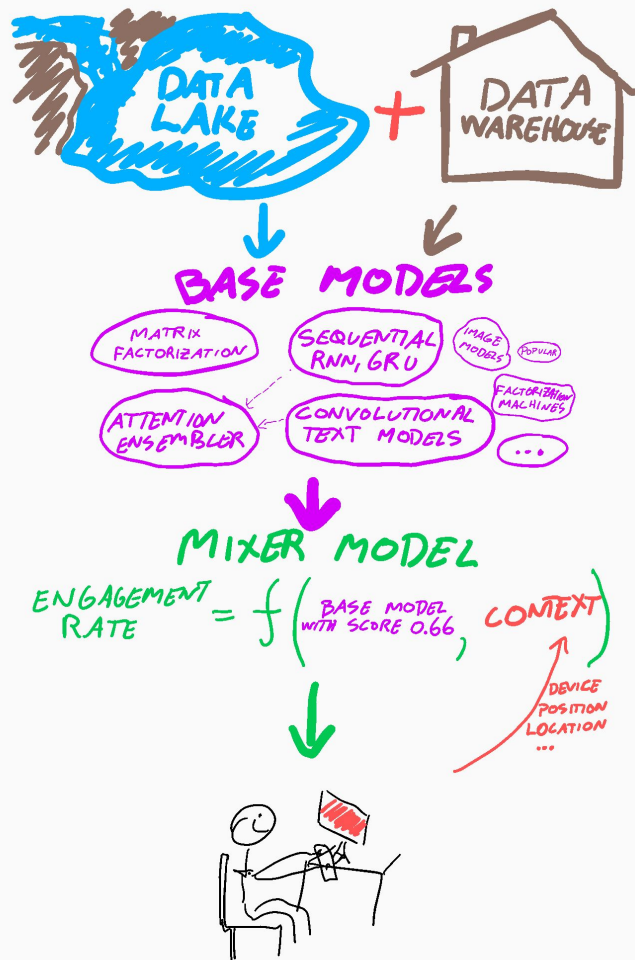 DATA
LAKE
+
DATA
WAREHOUSE
BASE MODELS
MATRIX
FACTORIZATION
SEQUENTIAL
RNN, GRU
IMAGE
MODELS
POPULAR
ATTENTION
ENSEMBLER
CONVOLUTIONAL
TEXT MODELS
FACTORIZATION
MACHINES
...
MIXER MODEL
ENGAGEMENT
RATE
= f (
BASE MODEL
WITH SCORE 0.66
, CONTEXT )
DEVICE
POSITION
LOCATION
...